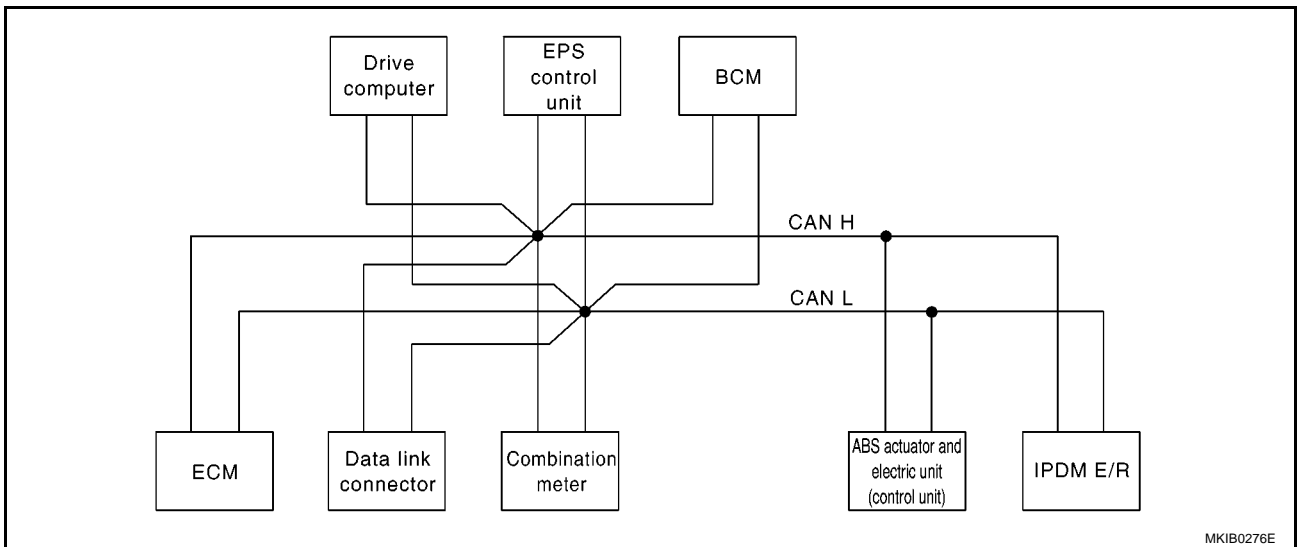 Drive
computer
EPS
control
unit
BCM
CAN H
CAN L
ECM
Data link
connector
Combination
meter
ABS actuator and
electric unit
(control unit)
IPDM E/R
MKIB0276E